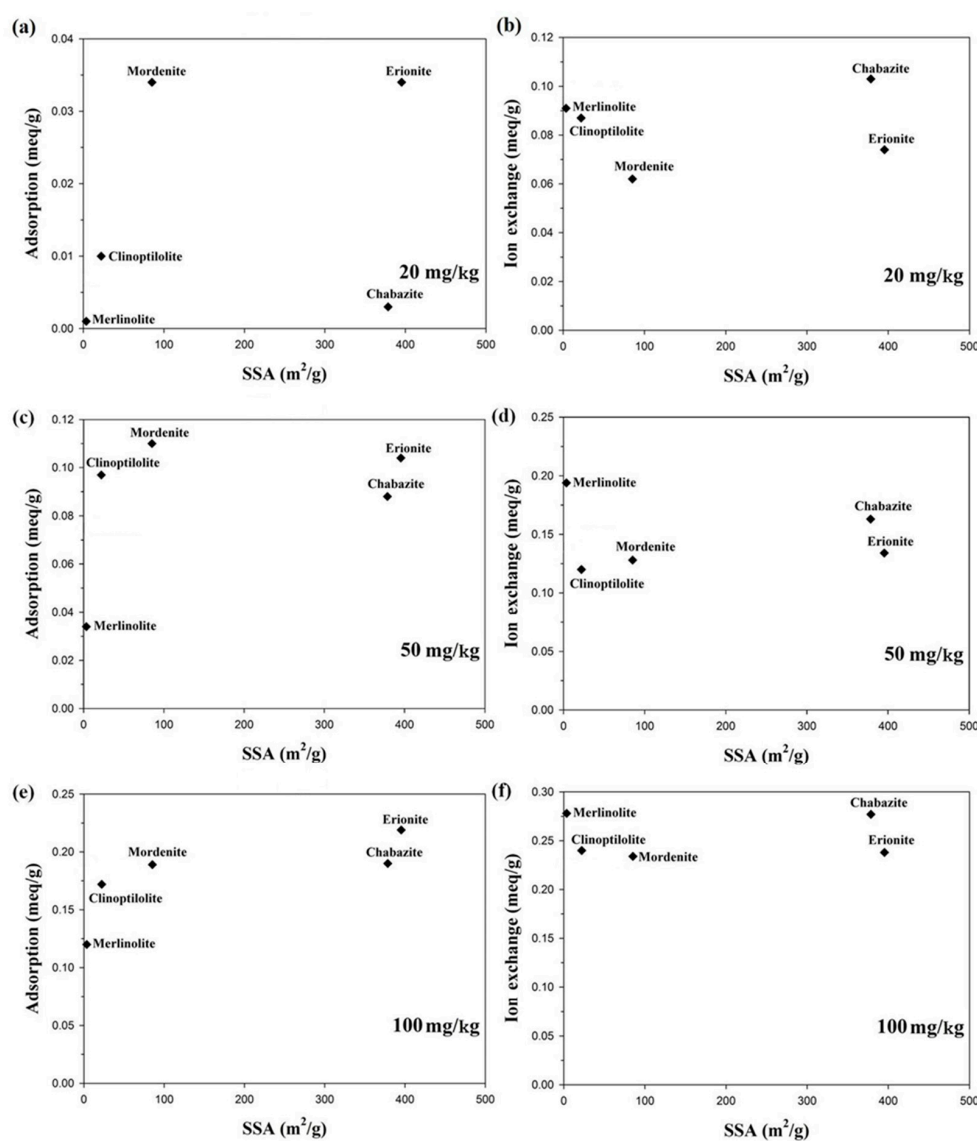 (a)
Adsorption (meq/g)
0.04
0.03
0.02
0.01
0.00
Mordenite
Erionite
Clinoptilolite
Chabazite
Merlinolite
20 mg/kg
0 100 200 300 400 500
SSA (m²/g)
(b)
Ion exchange (meq/g)
0.12
0.10
0.08
0.06
0.04
0.02
0.00
Chabazite
Merlinolite
Clinoptilolite
Erionite
Mordenite
20 mg/kg
0 100 200 300 400 500
SSA (m²/g)
(c)
Adsorption (meq/g)
0.12
0.10
0.08
0.06
0.04
0.02
0.00
Mordenite
Clinoptilolite
Erionite
Chabazite
Merlinolite
50 mg/kg
0 100 200 300 400 500
SSA (m²/g)
(d)
Ion exchange (meq/g)
0.25
0.20
0.15
0.10
0.05
0.00
Merlinolite
Chabazite
Mordenite
Erionite
Clinoptilolite
50 mg/kg
0 100 200 300 400 500
SSA (m²/g)
(e)
Adsorption (meq/g)
0.25
0.20
0.15
0.10
0.05
0.00
Erionite
Mordenite
Chabazite
Clinoptilolite
Merlinolite
100 mg/kg
0 100 200 300 400 500
SSA (m²/g)
(f)
Ion exchange (meq/g)
0.30
0.25
0.20
0.15
0.10
0.05
0.00
Chabazite
Merlinolite
Clinoptilolite
Erionite
Mordenite
100 mg/kg
0 100 200 300 400 500
SSA (m²/g)